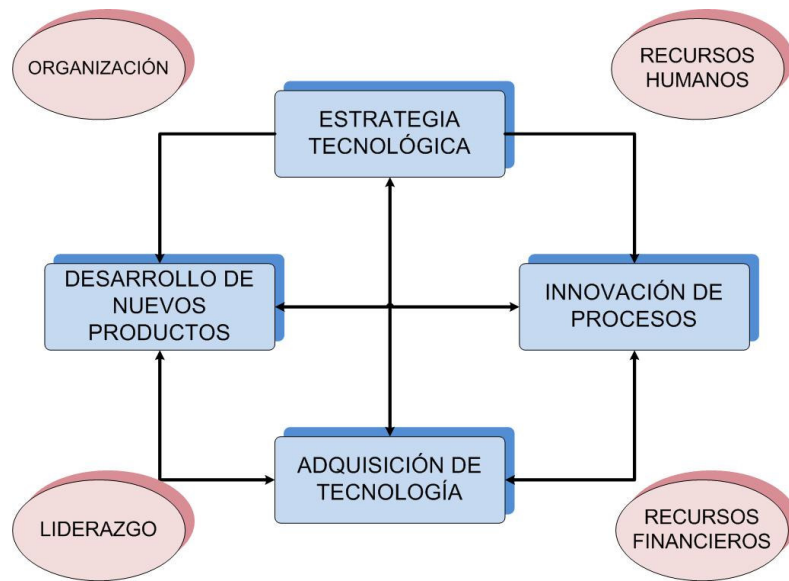 ORGANIZACIÓN
RECURSOS
HUMANOS
ESTRATEGIA
TECNOLÓGICA
DESARROLLO DE
NUEVOS
PRODUCTOS
INNOVACIÓN DE
PROCESOS
ADQUISICIÓN DE
TECNOLOGÍA
LIDERAZGO
RECURSOS
FINANCIEROS